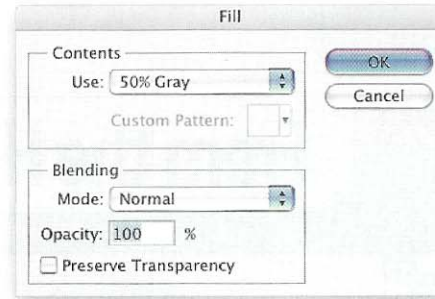 Fill
Contents
Use: 50% Gray
Custom Pattern:
OK
Cancel
Blending
Mode: Normal
Opacity: 100 %
Preserve Transparency